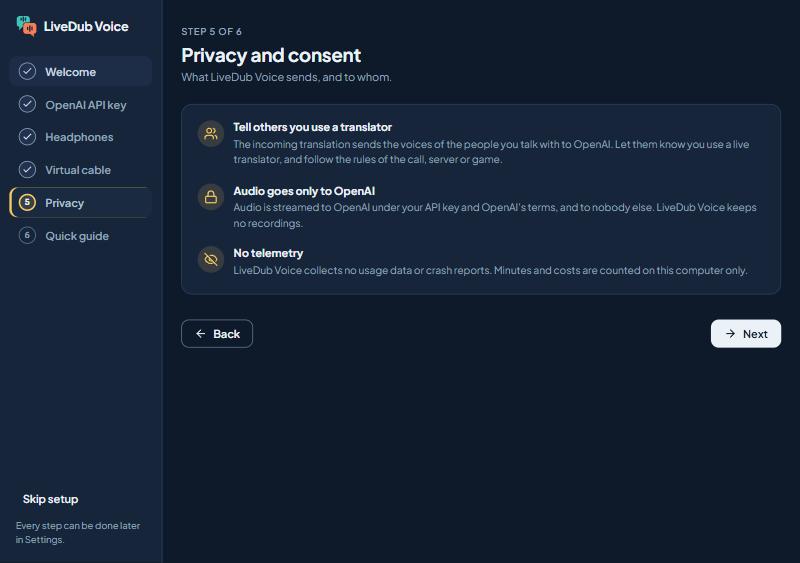 LiveDub Voice
Welcome
OpenAI API key
Headphones
Virtual cable
5 Privacy
6 Quick guide
Skip setup
Every step can be done later
in Settings.
STEP 5 OF 6
Privacy and consent
What LiveDub Voice sends, and to whom.
Tell others you use a translator
The incoming translation sends the voices of the people you talk with to OpenAI. Let them know you use a live
translator, and follow the rules of the call, server or game.
Audio goes only to OpenAI
Audio is streamed to OpenAI under your API key and OpenAI's terms, and to nobody else. LiveDub Voice keeps
no recordings.
No telemetry
LiveDub Voice collects no usage data or crash reports. Minutes and costs are counted on this computer only.
Back
Next